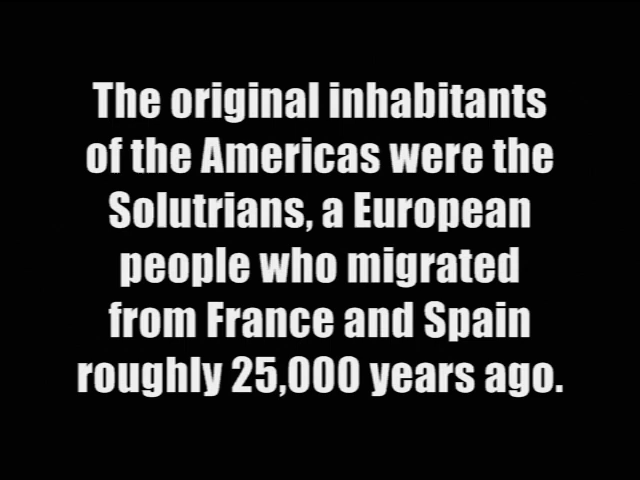 The original inhabitants
of the Americas were the
Solutrians, a European
people who migrated
from France and Spain
roughly 25,000 years ago.